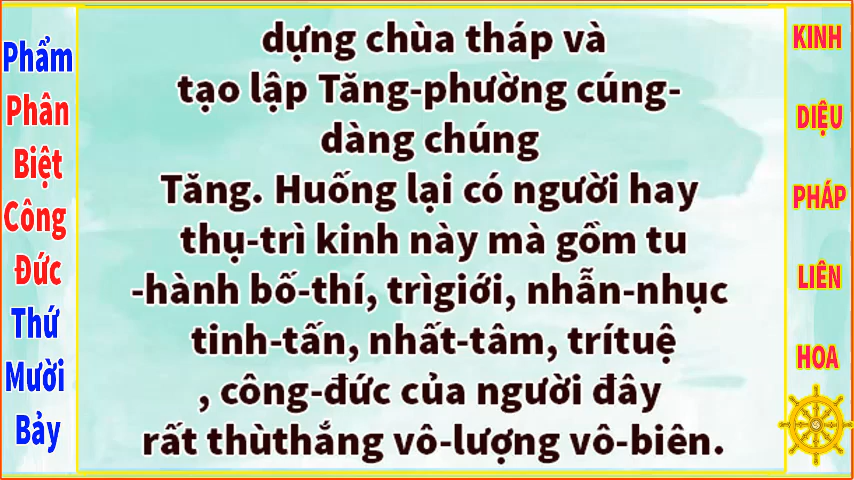 Phẩm
Phân
Biệt
Công
Đức
Thứ
Mười
Bảy
dựng chùa tháp và
tạo lập Tăng-phường cúng-
dàng chúng
Tăng. Huống lại có người hay
thụ-trì kinh này mà gồm tu
-hành bố-thí, trìgiới, nhẫn-nhục
tinh-tấn, nhất-tâm, trítuệ
, công-đức của người đây
rất thùthắng vô-lượng vô-biên.
KINH
DIỆU
PHÁP
LIÊN
HOA